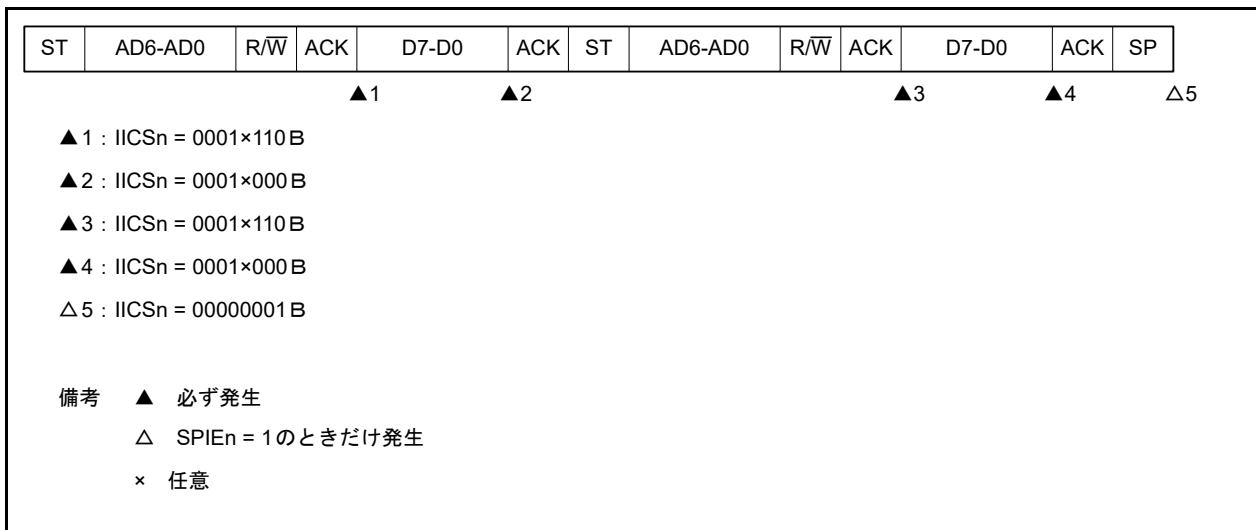 ST AD6-AD0 R/W̅ ACK D7-D0 ACK ST AD6-AD0 R/W̅ ACK D7-D0 ACK SP
▲1 ▲2 ▲3 ▲4 △5
▲1：IICSn = 0001×110B
▲2：IICSn = 0001×000B
▲3：IICSn = 0001×110B
▲4：IICSn = 0001×000B
△5：IICSn = 00000001B
備考 ▲ 必ず発生
△ SPIEn = 1のときだけ発生
× 任意